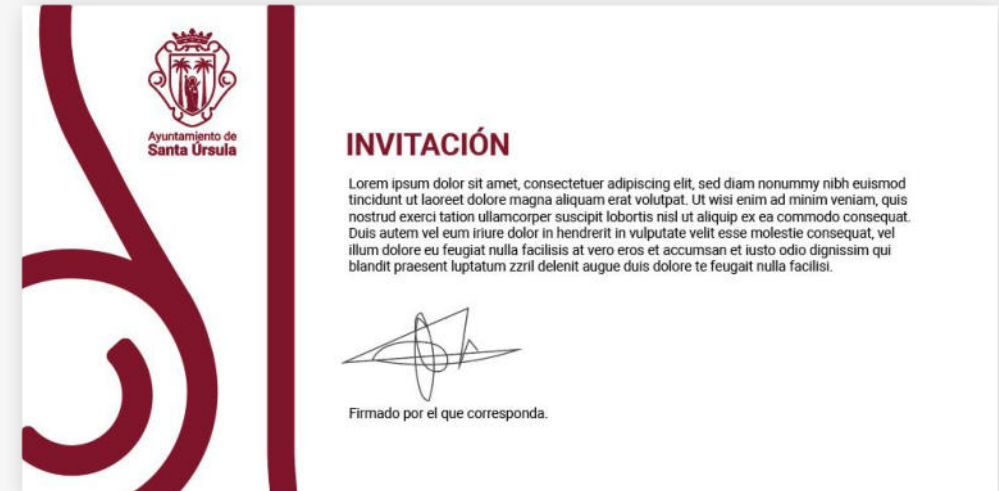 Ayuntamiento de
Santa Úrsula
INVITACIÓN
Lorem ipsum dolor sit amet, consectetuer adipiscing elit, sed diam nonummy nibh euismod
tincidunt ut laoreet dolore magna aliquam erat volutpat. Ut wisi enim ad minim veniam, quis
nostrud exerci tation ullamcorper suscipit lobortis nisl ut aliquip ex ea commodo consequat.
Duis autem vel eum iriure dolor in hendrerit in vulputate velit esse molestie consequat, vel
illum dolore eu feugiat nulla facilisis at vero eros et accumsan et iusto odio dignissim qui
blandit praesent luptatum zzril delenit augue duis dolore te feugait nulla facilisi.
Firmado por el que corresponda.